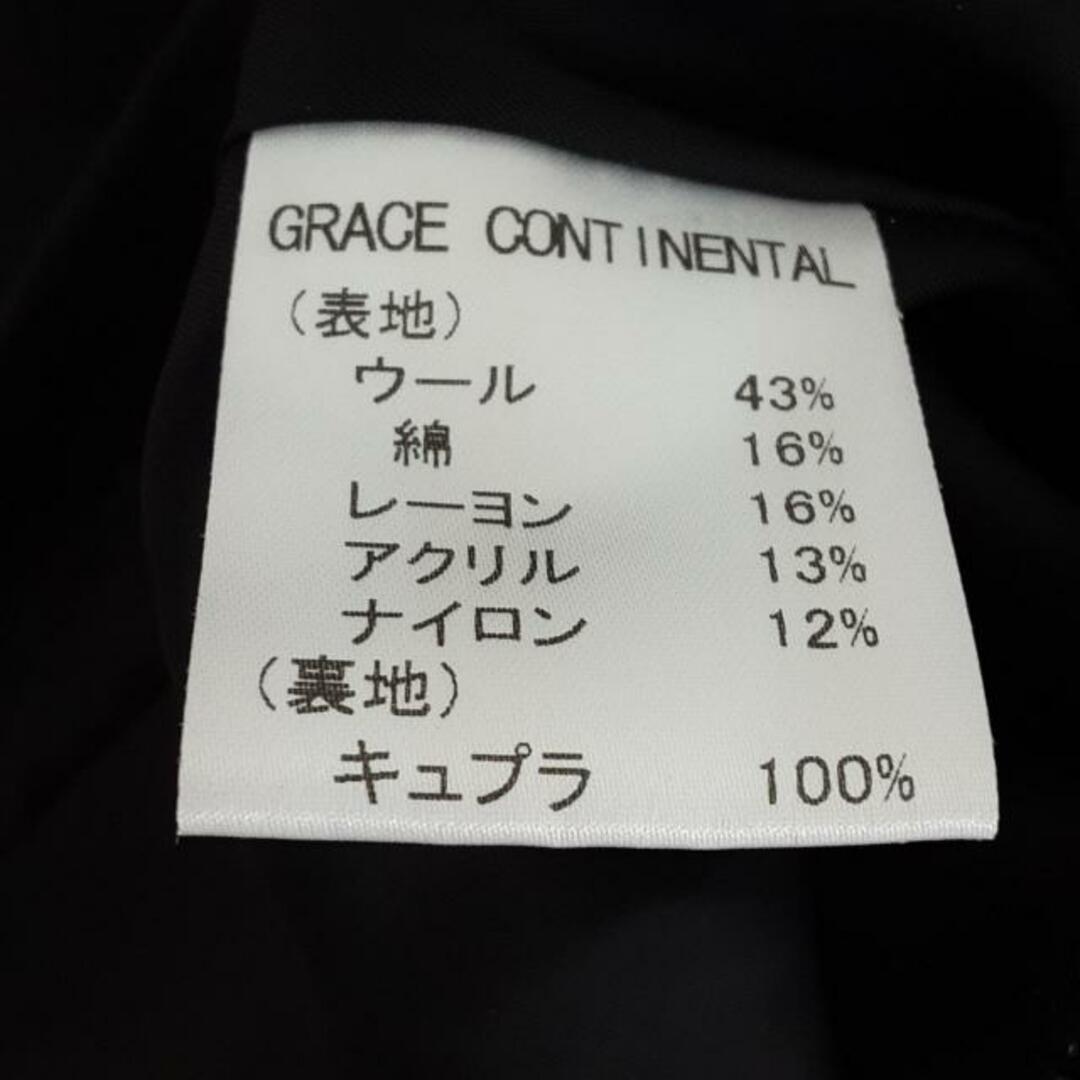 GRACE CONTINENTAL
（表地）
ウール 43%
綿 16%
レーヨン 16%
アクリル 13%
ナイロン 12%
（裏地）
キュプラ 100%